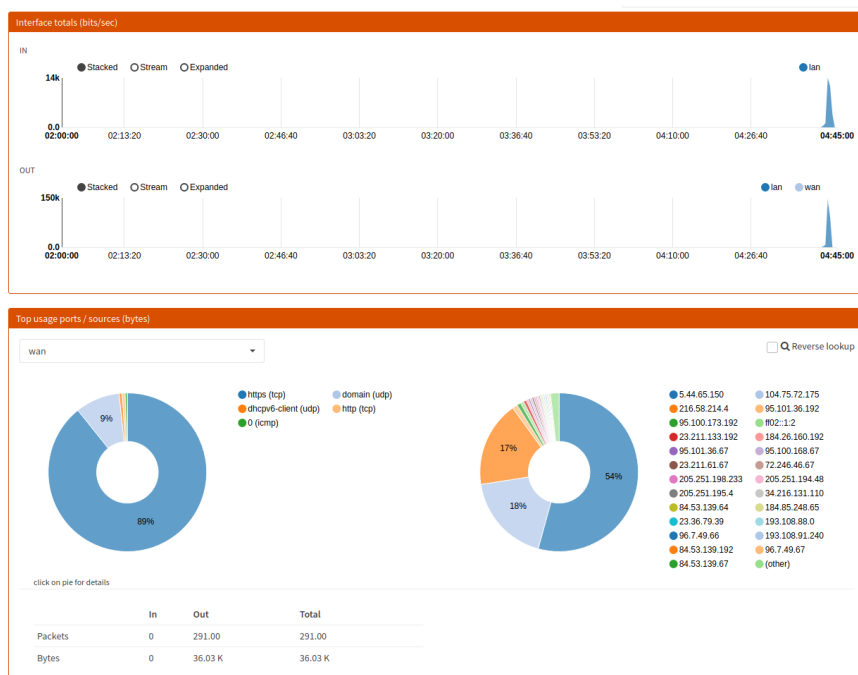 Interface totals (bits/sec)
IN
Stacked Stream Expanded
lan
14k
0.0
02:00:00 02:13:20 02:30:00 02:46:40 03:03:20 03:20:00 03:36:40 03:53:20 04:10:00 04:26:40 04:45:00
OUT
Stacked Stream Expanded
lan wan
150k
0.0
02:00:00 02:13:20 02:30:00 02:46:40 03:03:20 03:20:00 03:36:40 03:53:20 04:10:00 04:26:40 04:45:00
Top usage ports / sources (bytes)
wan
Reverse lookup
https (tcp) domain (udp)
dhcpv6-client (udp) http (tcp)
0 (icmp)
9%
89%
5.44.65.150 104.75.72.175
216.58.214.4 95.101.36.192
95.100.173.192 ff02::1:2
23.211.133.192 184.26.160.192
95.101.36.67 95.100.168.67
23.211.61.67 72.246.46.67
205.251.198.233 205.251.194.48
205.251.195.4 34.216.131.110
84.53.139.64 184.85.248.65
23.36.79.39 193.108.88.0
96.7.49.66 193.108.91.240
84.53.139.192 96.7.49.67
84.53.139.67 (other)
17%
54%
18%
click on pie for details
In Out Total
Packets 0 291.00 291.00
Bytes 0 36.03 K 36.03 K